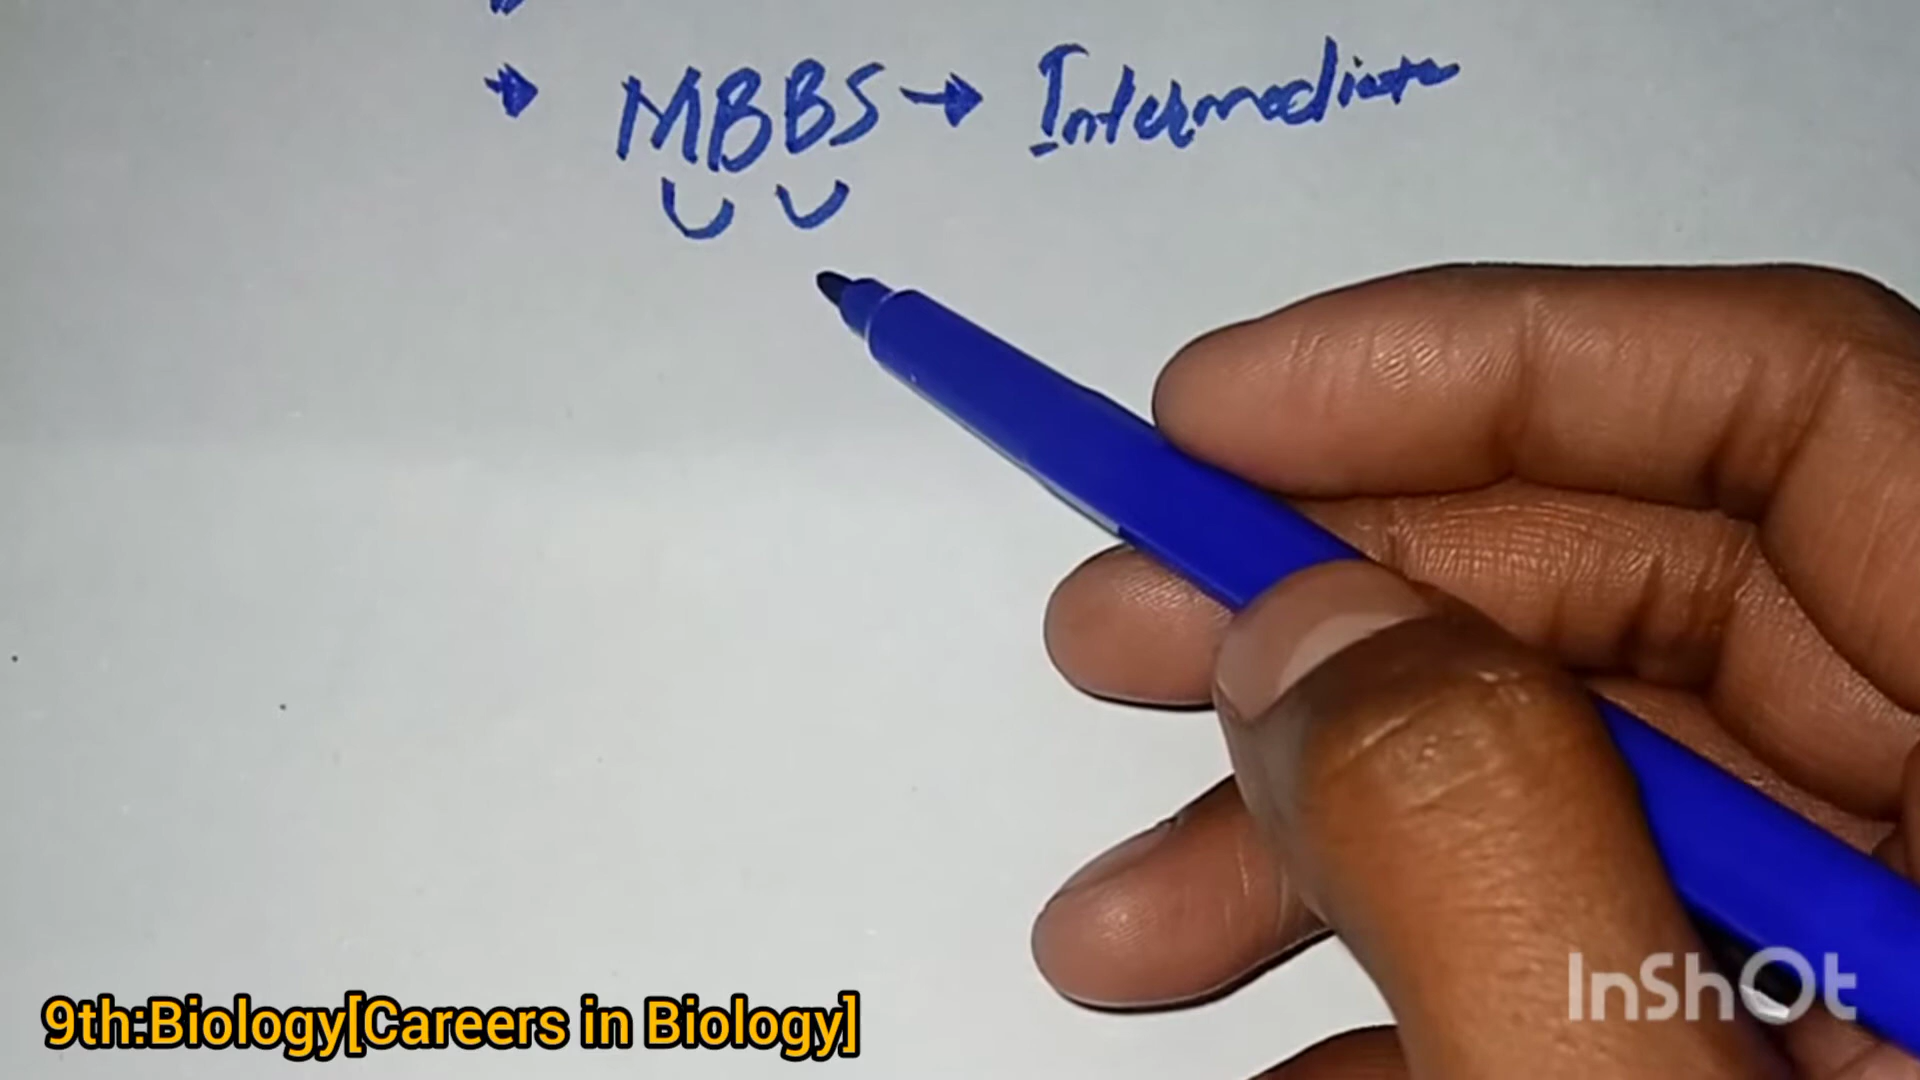 → MBBS → Intermediate
9th:Biology[Careers in Biology]
InShOt